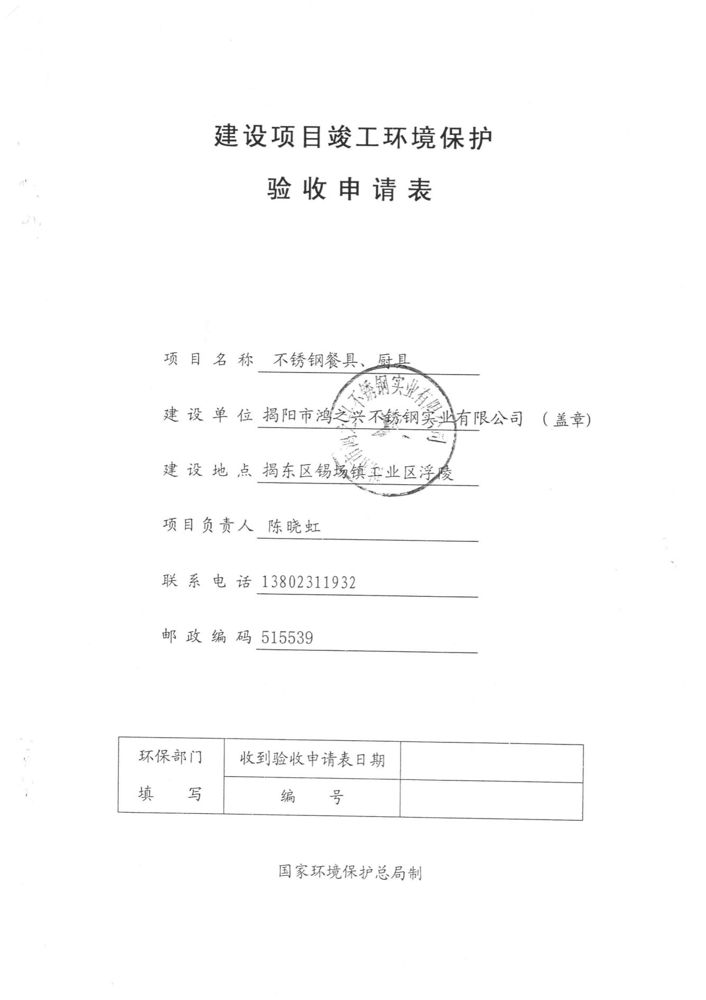 建设项目竣工环境保护
验收申请表
项目名称 不锈钢餐具、厨具
建设单位 揭阳市鸿之兴不锈钢实业有限公司 (盖章)
不锈钢实业有限公司
建设地点 揭东区锡场镇工业区浮陵
项目负责人 陈晓虹
联系电话 13802311932
邮政编码 515539
环保部门
填 写
收到验收申请表日期
编 号
国家环境保护总局制